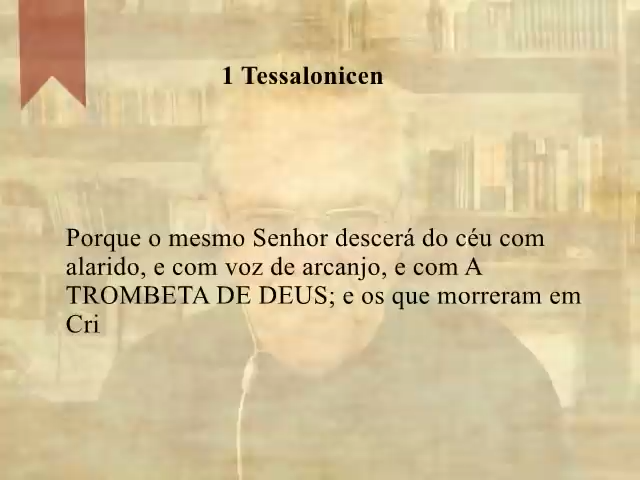 1 Tessalonicen
Porque o mesmo Senhor descerá do céu com
alarido, e com voz de arcanjo, e com A
TROMBETA DE DEUS; e os que morreram em
Cri